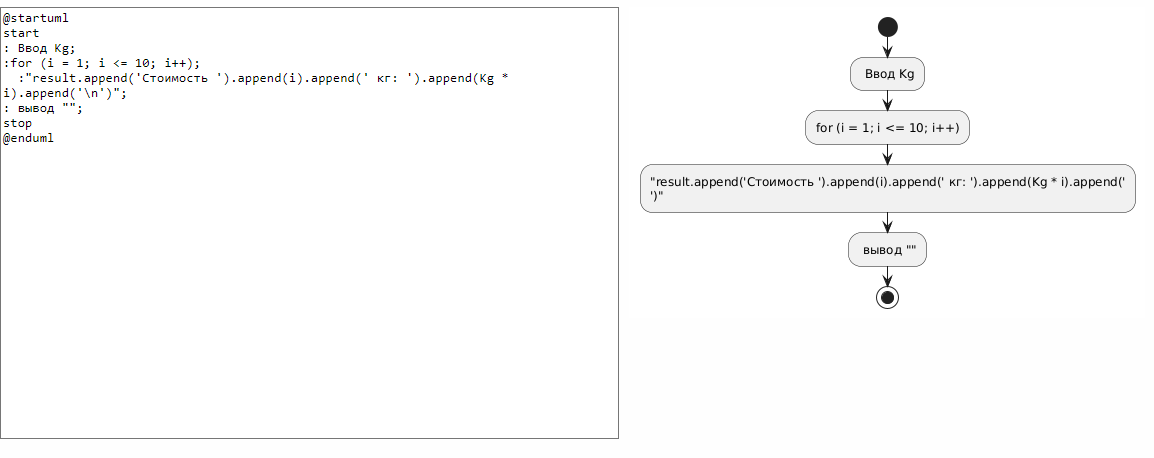 @startuml
start
: Ввод Kg;
:for (i = 1; i <= 10; i++);
:"result.append('Стоимость ').append(i).append(' кг: ').append(Kg *
i).append('\n')";
: вывод "";
stop
@enduml
Ввод Kg
for (i = 1; i <= 10; i++)
"result.append('Стоимость ').append(i).append(' кг: ').append(Kg * i).append('
')"
вывод ""